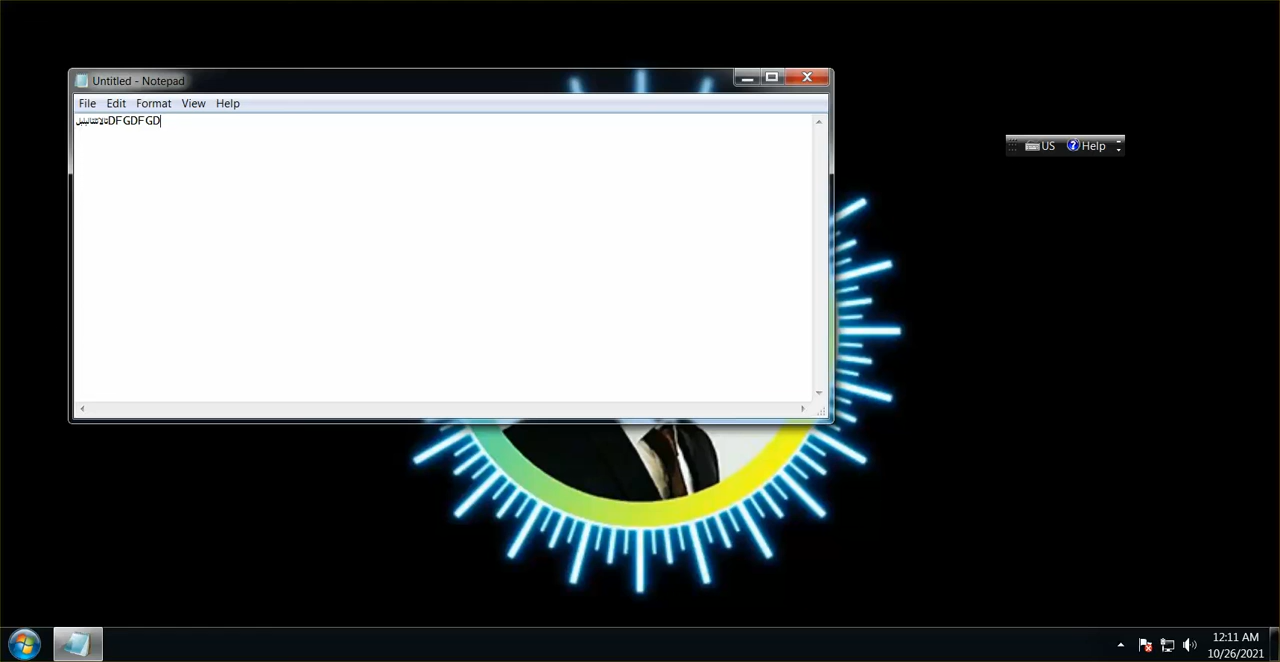 Untitled - Notepad
File Edit Format View Help
DFGDFGD
US Help
12:11 AM
10/26/2021